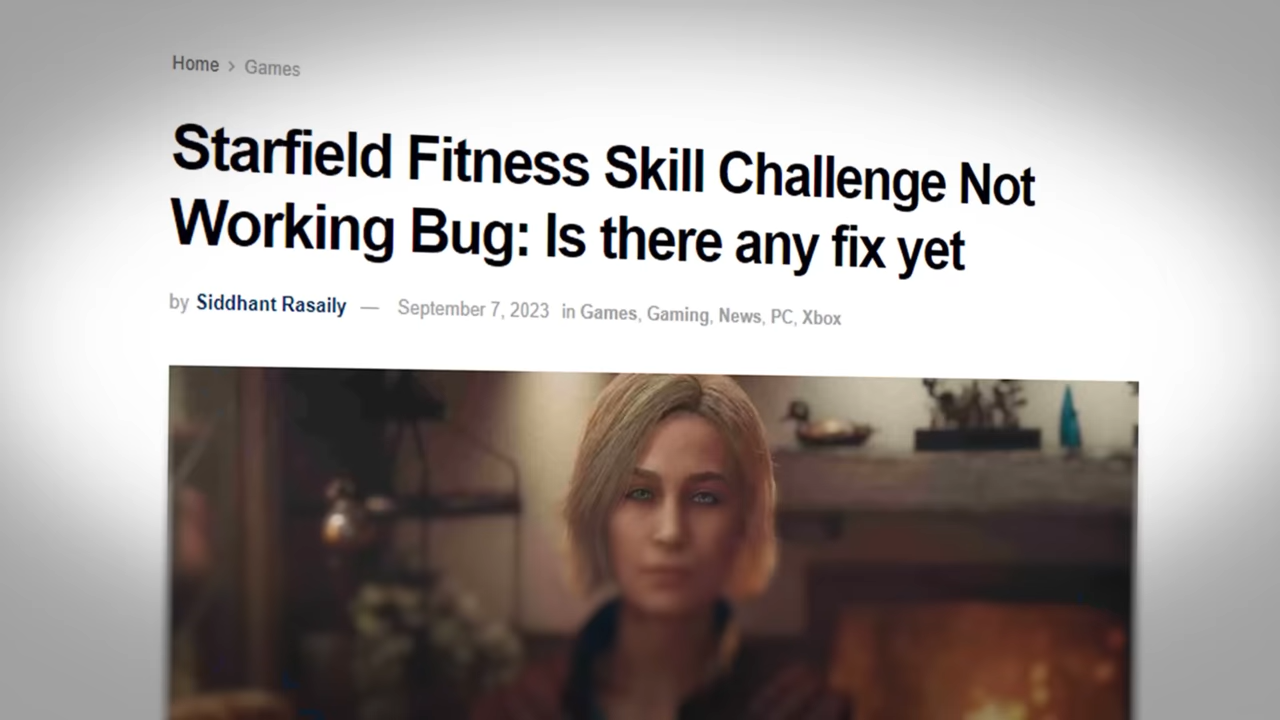 Home > Games
Starfield Fitness Skill Challenge Not
Working Bug: Is there any fix yet
by Siddhant Rasaily — September 7, 2023 in Games, Gaming, News, PC, Xbox